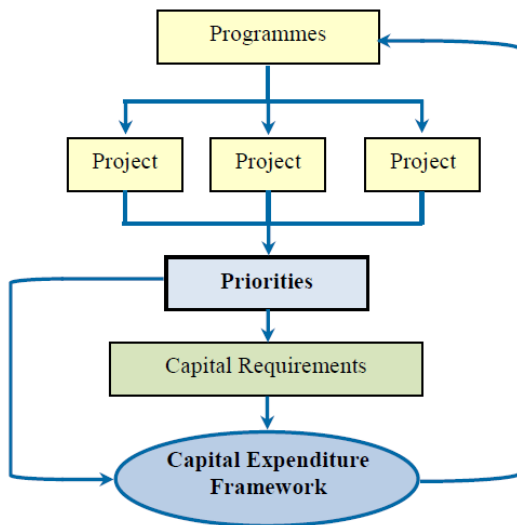 Programmes
Project
Project
Project
Priorities
Capital Requirements
Capital Expenditure
Framework